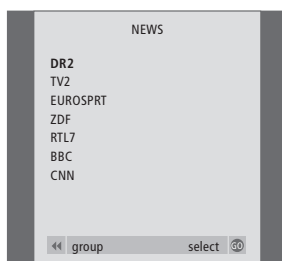 NEWS
DR2
TV2
EUROSPRT
ZDF
RTL7
BBC
CNN
group select GO